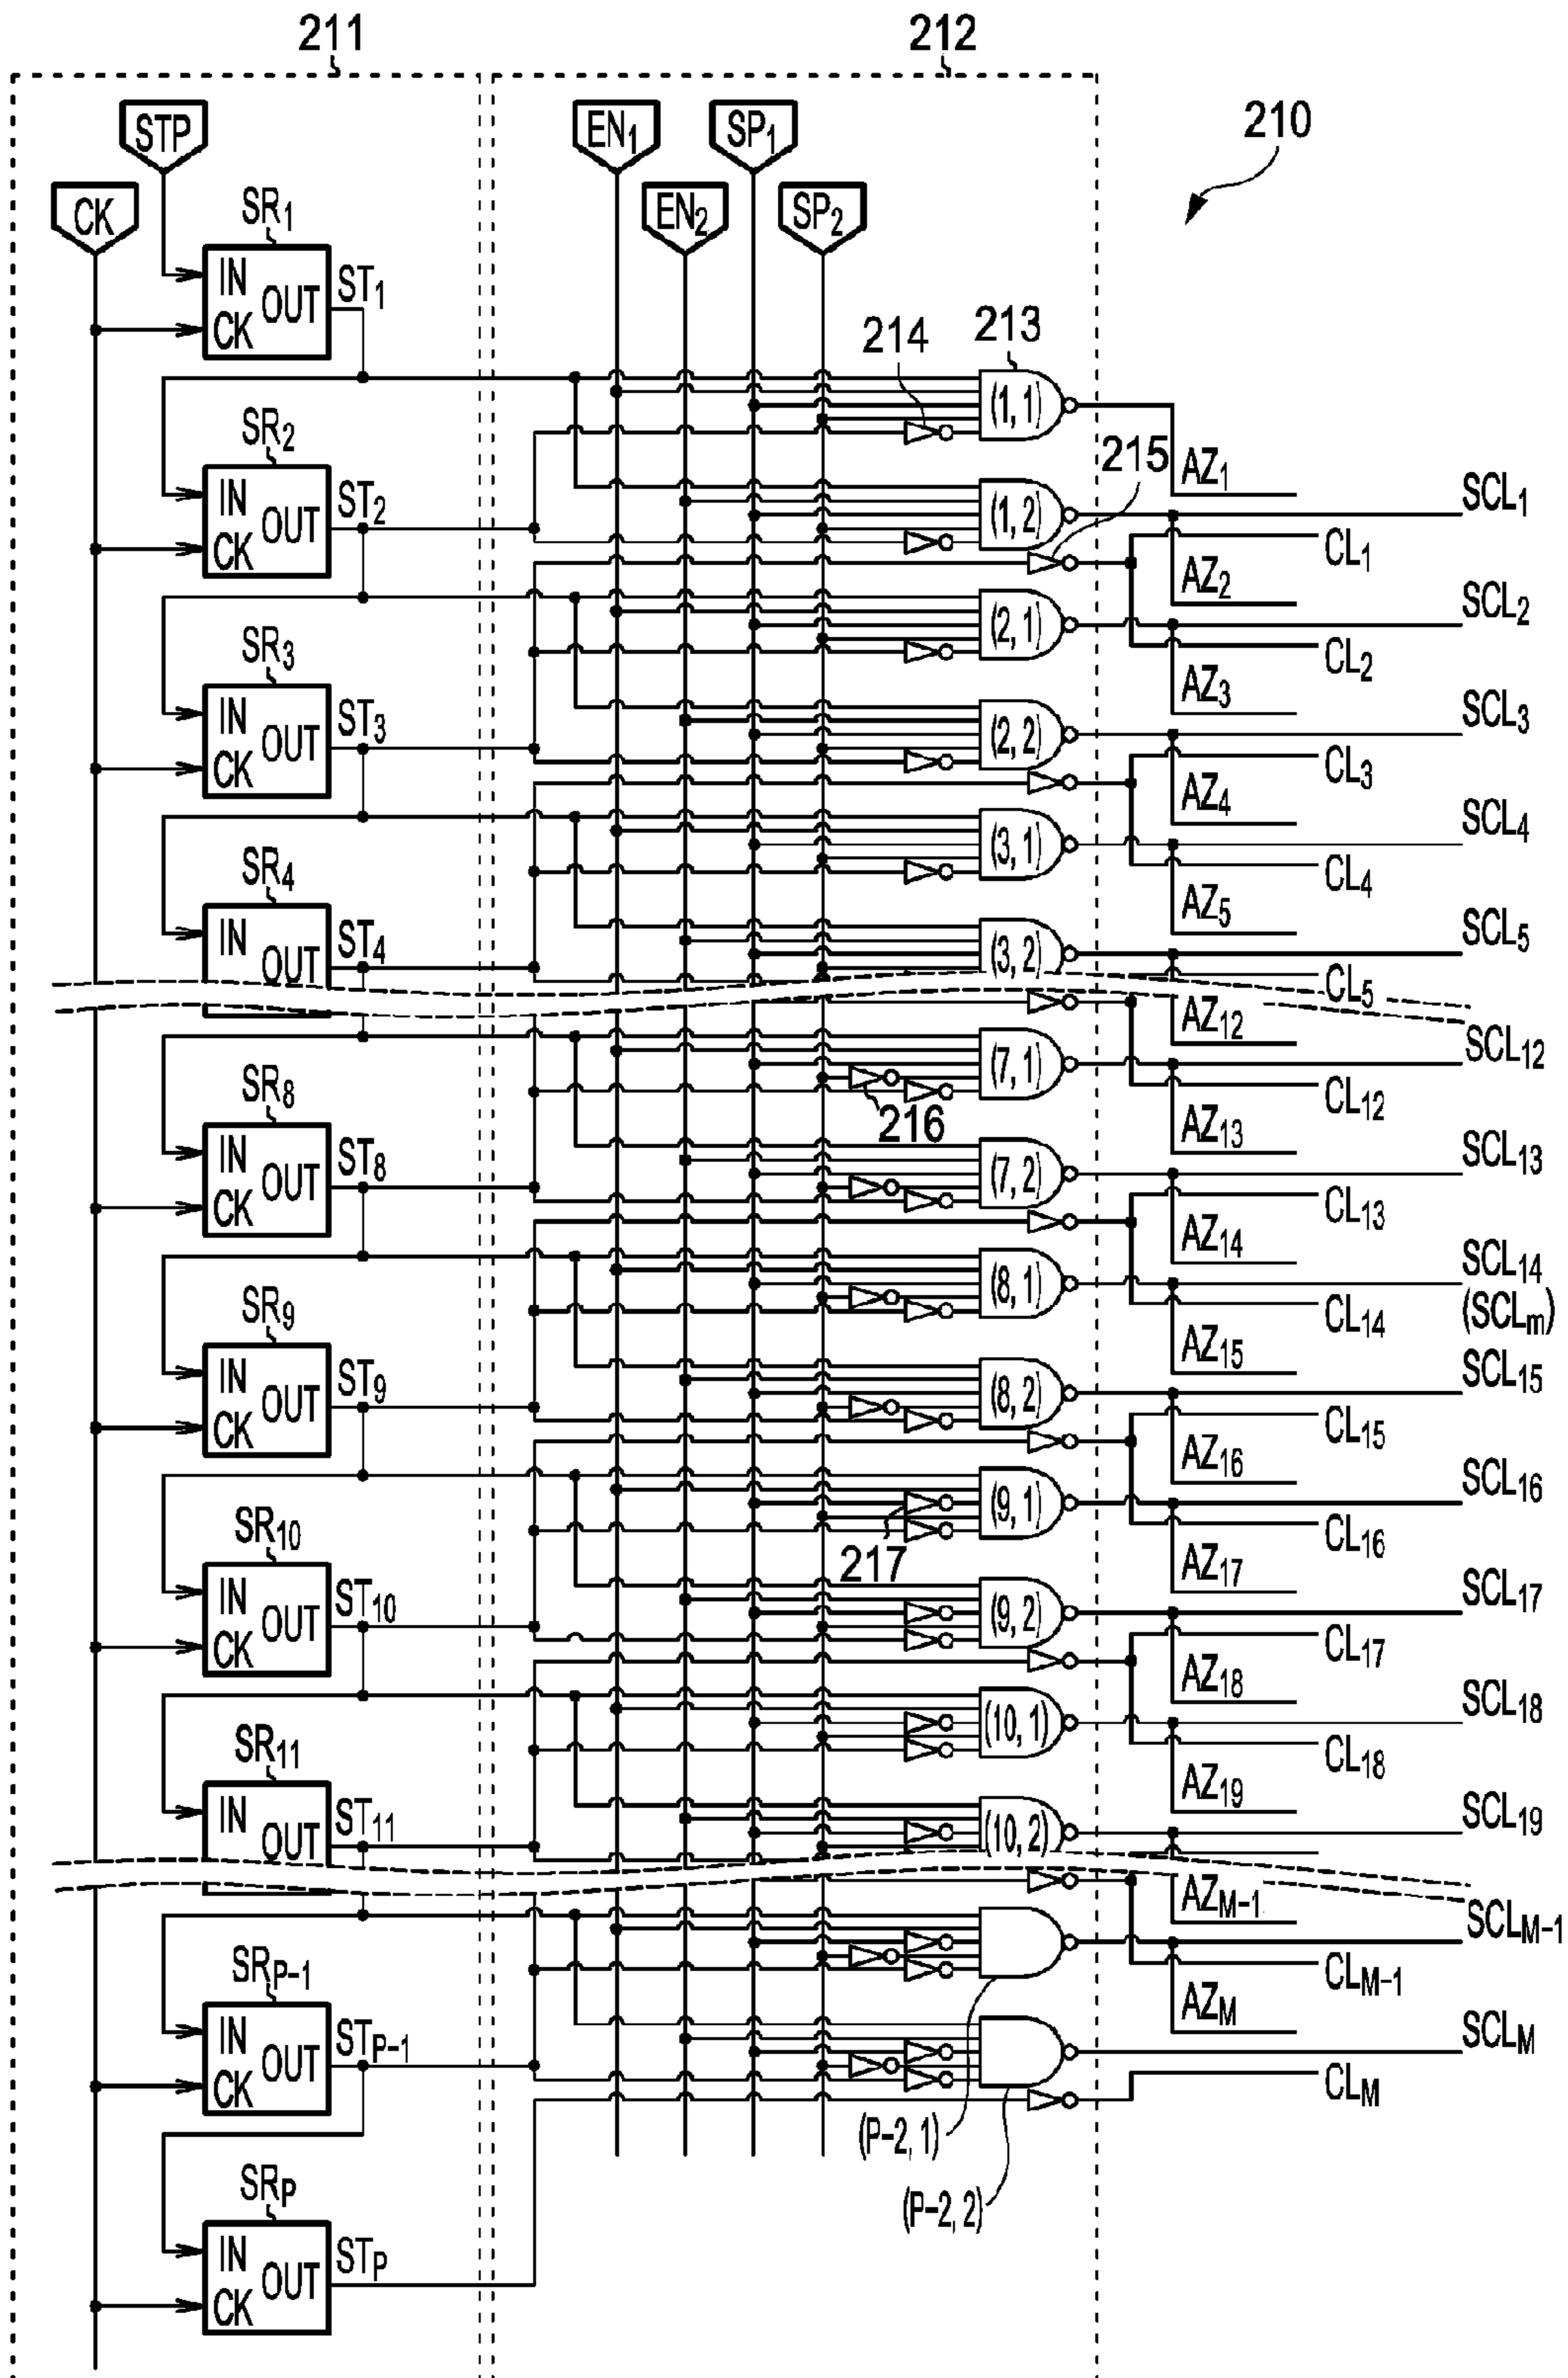 211
212
210
STP
EN1
SP1
CK
EN2
SP2
SR1
IN
CK
OUT
ST1
214
213
(1, 1)
215
AZ1
SCL1
SR2
IN
CK
OUT
ST2
(1, 2)
CL1
AZ2
SCL2
(2, 1)
CL2
SR3
IN
CK
OUT
ST3
AZ3
SCL3
(2, 2)
CL3
AZ4
SCL4
(3, 1)
CL4
SR4
IN
OUT
ST4
AZ5
SCL5
(3, 2)
CL5
AZ12
SCL12
(7, 1)
216
CL12
SR8
IN
CK
OUT
ST8
AZ13
SCL13
(7, 2)
CL13
AZ14
SCL14
(8, 1)
CL14
(SCLm)
SR9
IN
CK
OUT
ST9
AZ15
SCL15
(8, 2)
CL15
AZ16
SCL16
(9, 1)
217
CL16
SR10
IN
CK
OUT
ST10
AZ17
SCL17
(9, 2)
CL17
AZ18
SCL18
(10, 1)
CL18
SR11
IN
OUT
ST11
AZ19
SCL19
(10, 2)
AZM-1
SCLM-1
CLM-1
SRP-1
IN
CK
OUT
STP-1
AZM
SCLM
CLM
(P-2, 1)
(P-2, 2)
SRP
IN
CK
OUT
STP